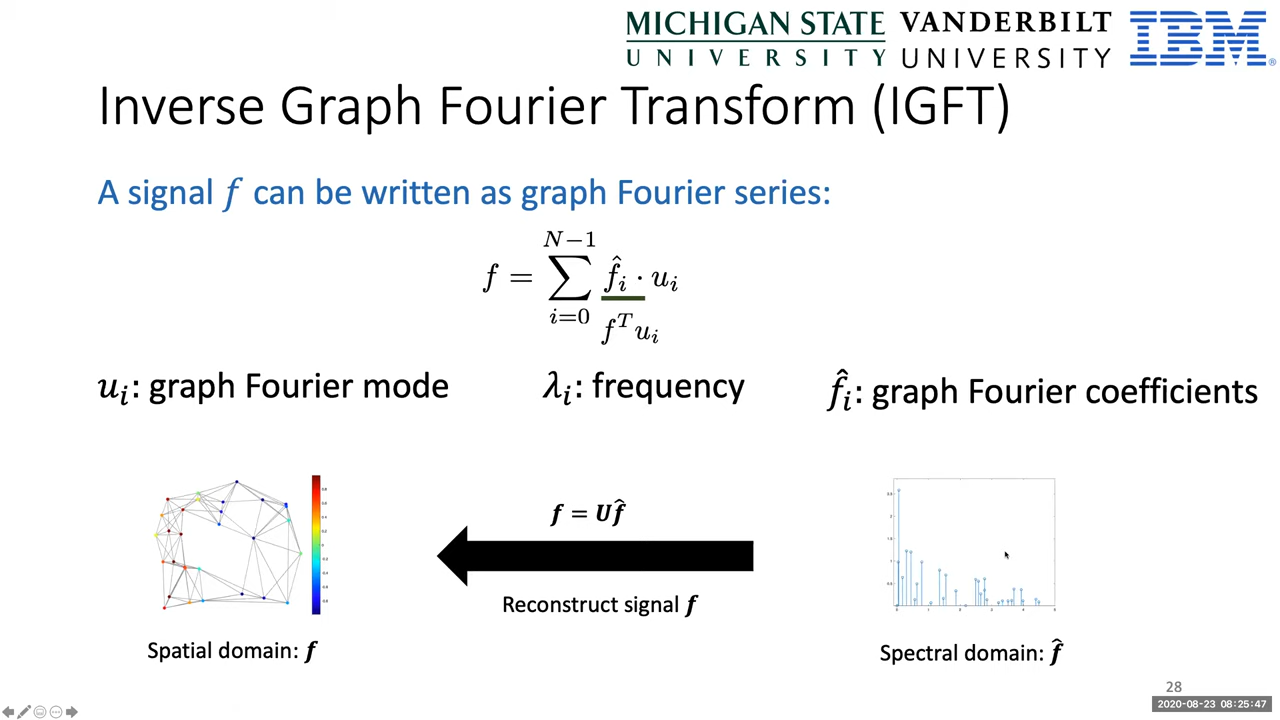 MICHIGAN STATE
UNIVERSITY
VANDERBILT
UNIVERSITY
IBM
Inverse Graph Fourier Transform (IGFT)
A signal f can be written as graph Fourier series:
f = ∑_{i=0}^{N−1} f̂_i · u_i
f^T u_i
u_i: graph Fourier mode
λ_i: frequency
f̂_i: graph Fourier coefficients
f = Uf̂
Reconstruct signal f
Spatial domain: f
Spectral domain: f̂
28
2020-08-23 08:25:47